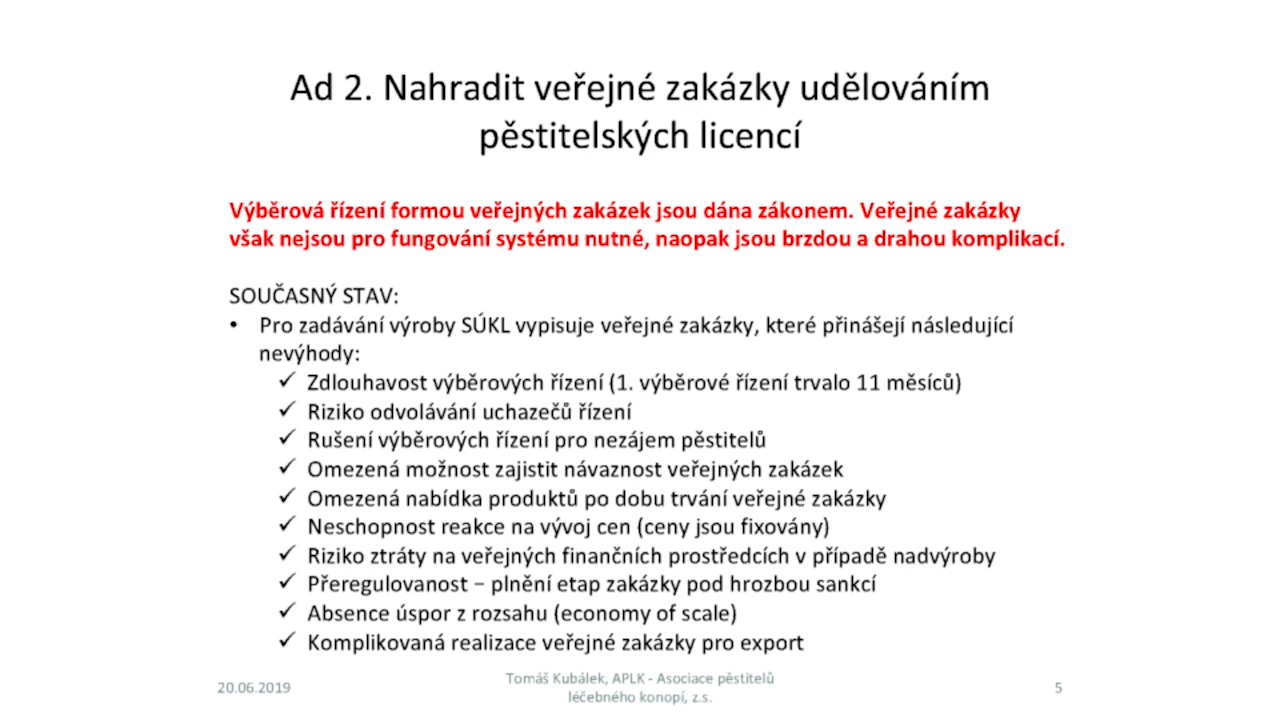 Ad 2. Nahradit veřejné zakázky udělováním
pěstitelských licencí
Výběrová řízení formou veřejných zakázek jsou dána zákonem. Veřejné zakázky
však nejsou pro fungování systému nutné, naopak jsou brzdou a drahou komplikací.
SOUČASNÝ STAV:
• Pro zadávání výroby SÚKL vypisuje veřejné zakázky, které přinášejí následující
nevýhody:
✓ Zdlouhavost výběrových řízení (1. výběrové řízení trvalo 11 měsíců)
✓ Riziko odvolávání uchazečů řízení
✓ Rušení výběrových řízení pro nezájem pěstitelů
✓ Omezená možnost zajistit návaznost veřejných zakázek
✓ Omezená nabídka produktů po dobu trvání veřejné zakázky
✓ Neschopnost reakce na vývoj cen (ceny jsou fixovány)
✓ Riziko ztráty na veřejných finančních prostředcích v případě nadvýroby
✓ Přeregulovanost – plnění etap zakázky pod hrozbou sankcí
✓ Absence úspor z rozsahu (economy of scale)
✓ Komplikovaná realizace veřejné zakázky pro export
20.06.2019
Tomáš Kubálek, APLK - Asociace pěstitelů
léčebného konopí, z.s.
5